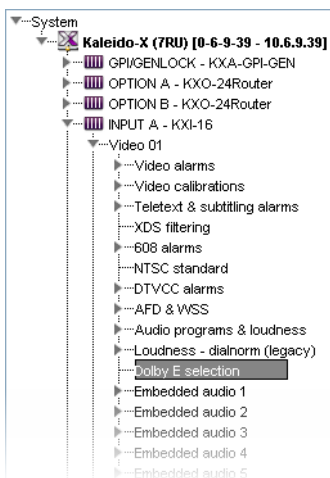 System
Kaleido-X (7RU) [0-6-9-39 - 10.6.9.39]
GPI/GENLOCK - KXA-GPI-GEN
OPTION A - KXO-24Router
OPTION B - KXO-24Router
INPUT A - KXI-16
Video 01
Video alarms
Video calibrations
Teletext & subtitling alarms
XDS filtering
608 alarms
NTSC standard
DTVCC alarms
AFD & WSS
Audio programs & loudness
Loudness - dialnorm (legacy)
Dolby E selection
Embedded audio 1
Embedded audio 2
Embedded audio 3
Embedded audio 4
Embedded audio 5